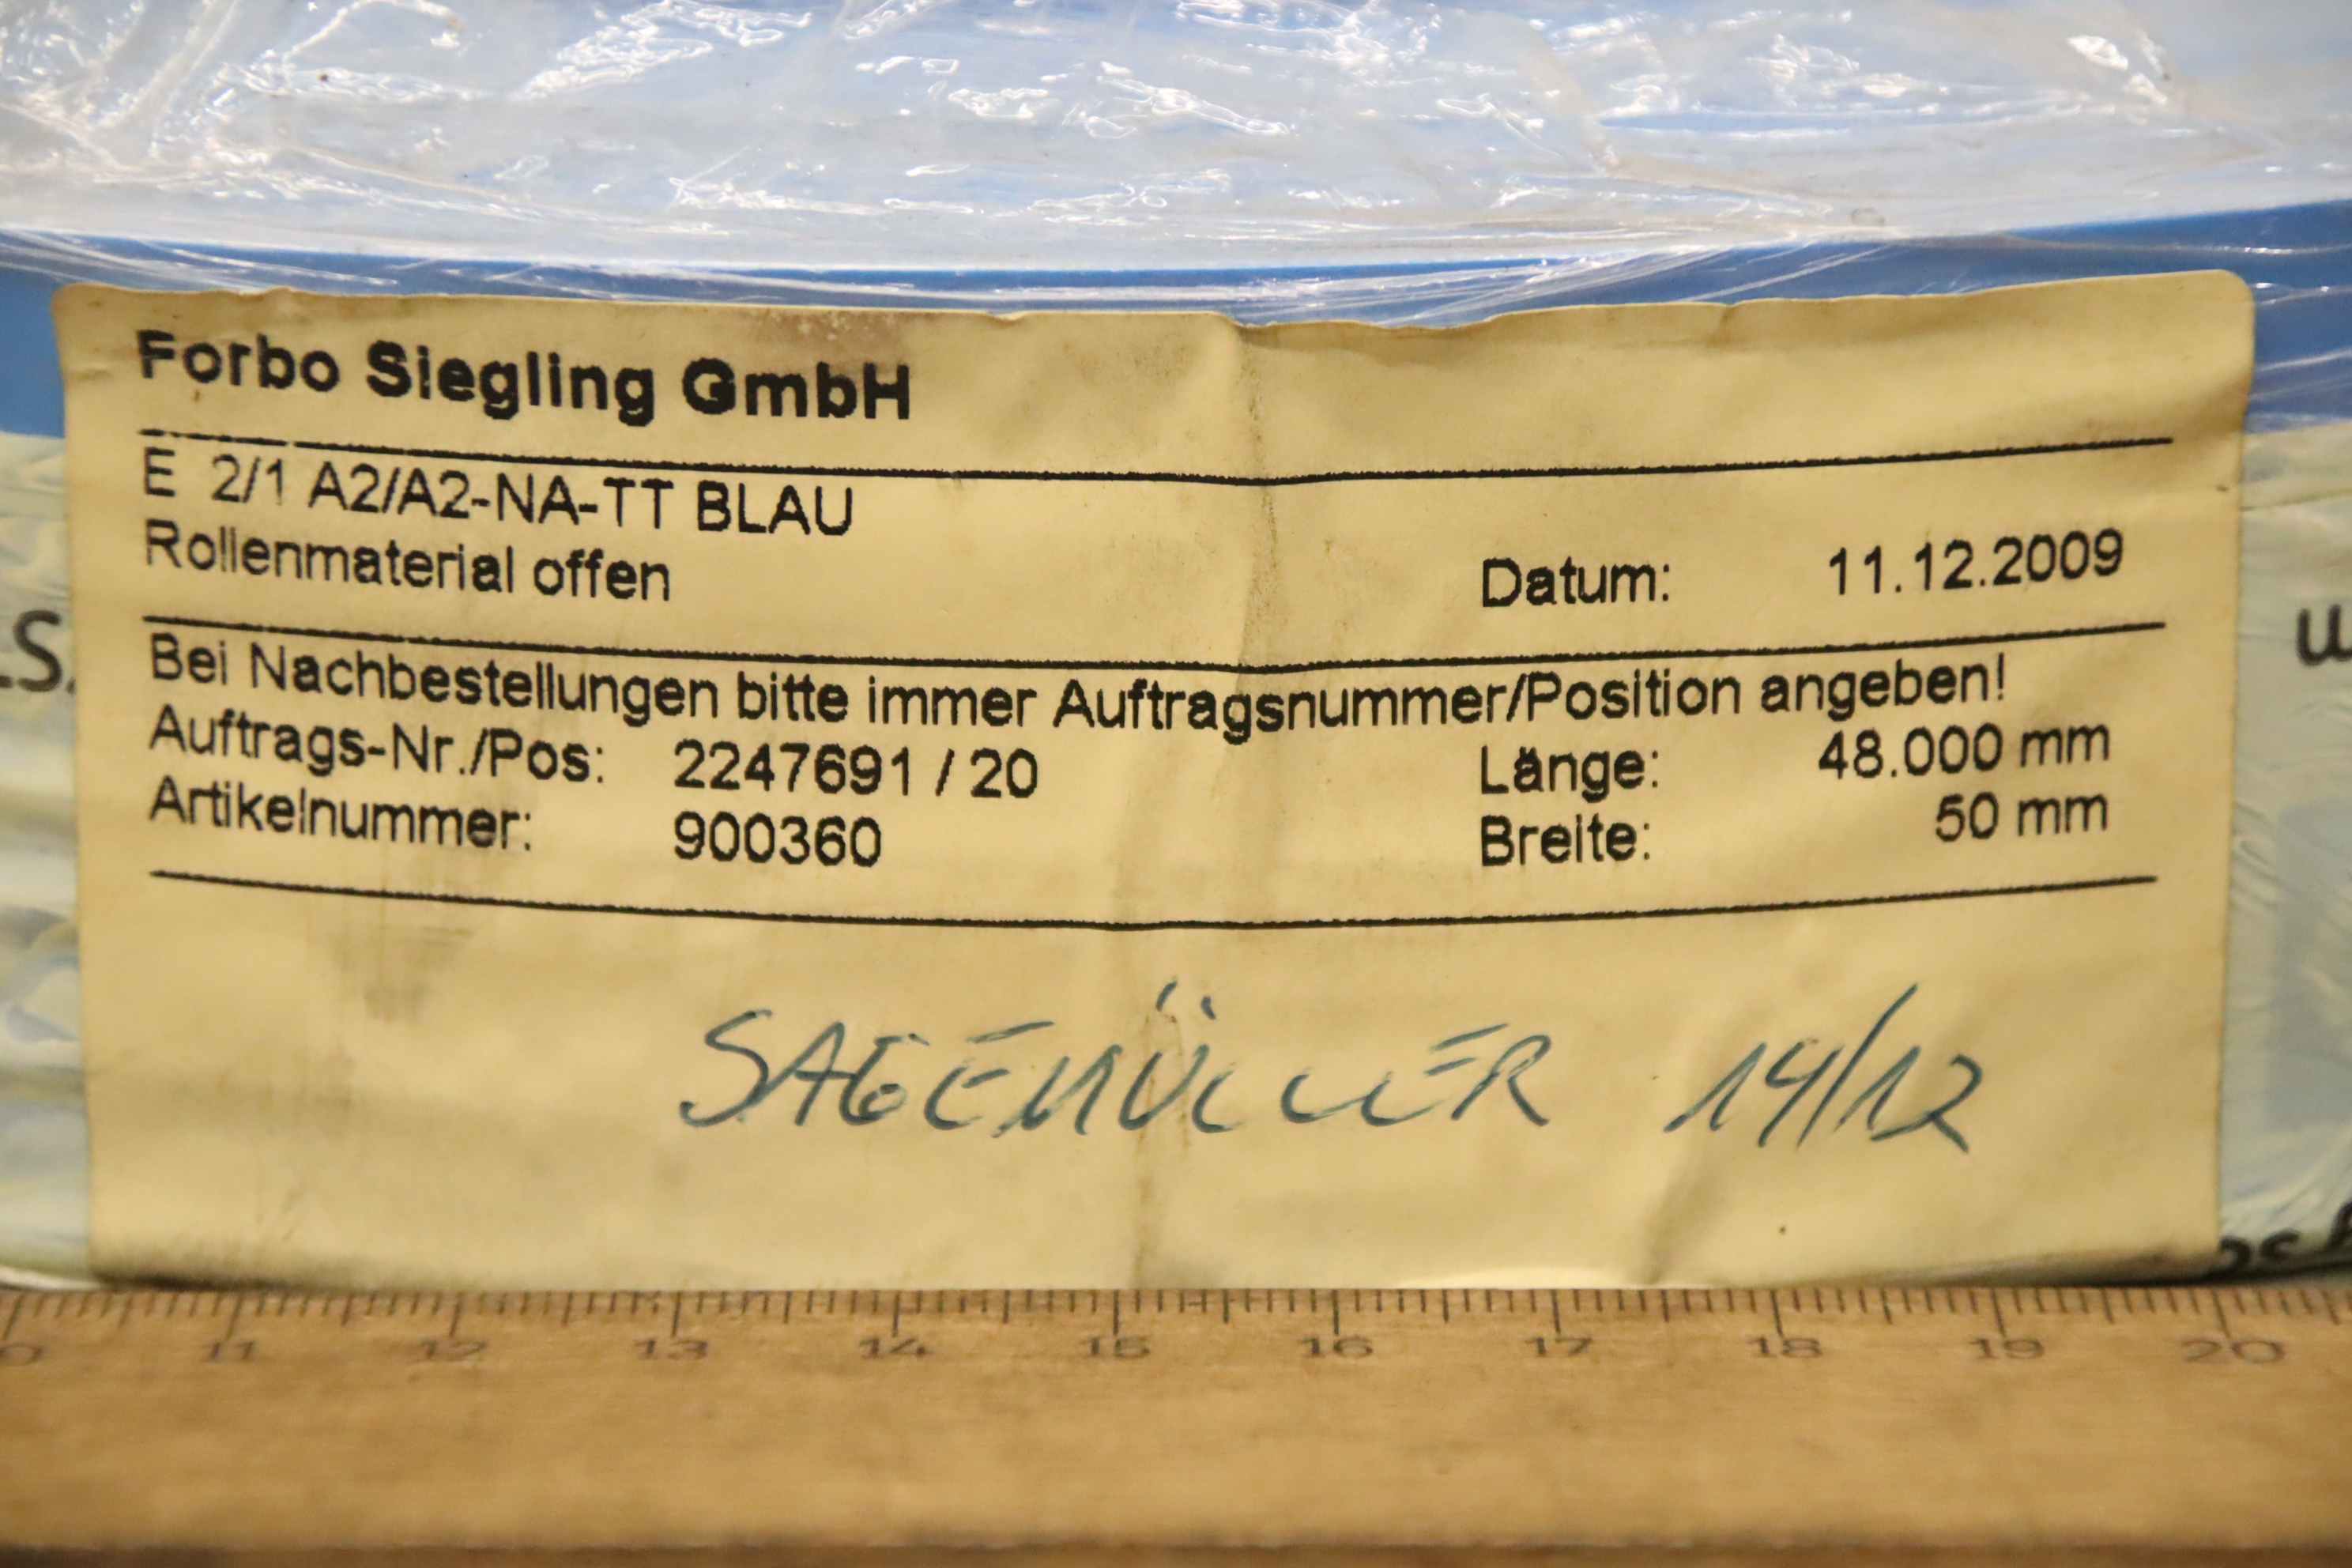 Forbo Siegling GmbH
E 2/1 A2/A2-NA-TT BLAU
Rollenmaterial offen
Datum: 11.12.2009
Bei Nachbestellungen bitte immer Auftragsnummer/Position angeben!
Auftrags-Nr./Pos: 2247691 / 20
Länge: 48.000 mm
Artikelnummer: 900360
Breite: 50 mm
SAGEMÜLLER 14/12
11 12 13 14 15 16 17 18 19 20